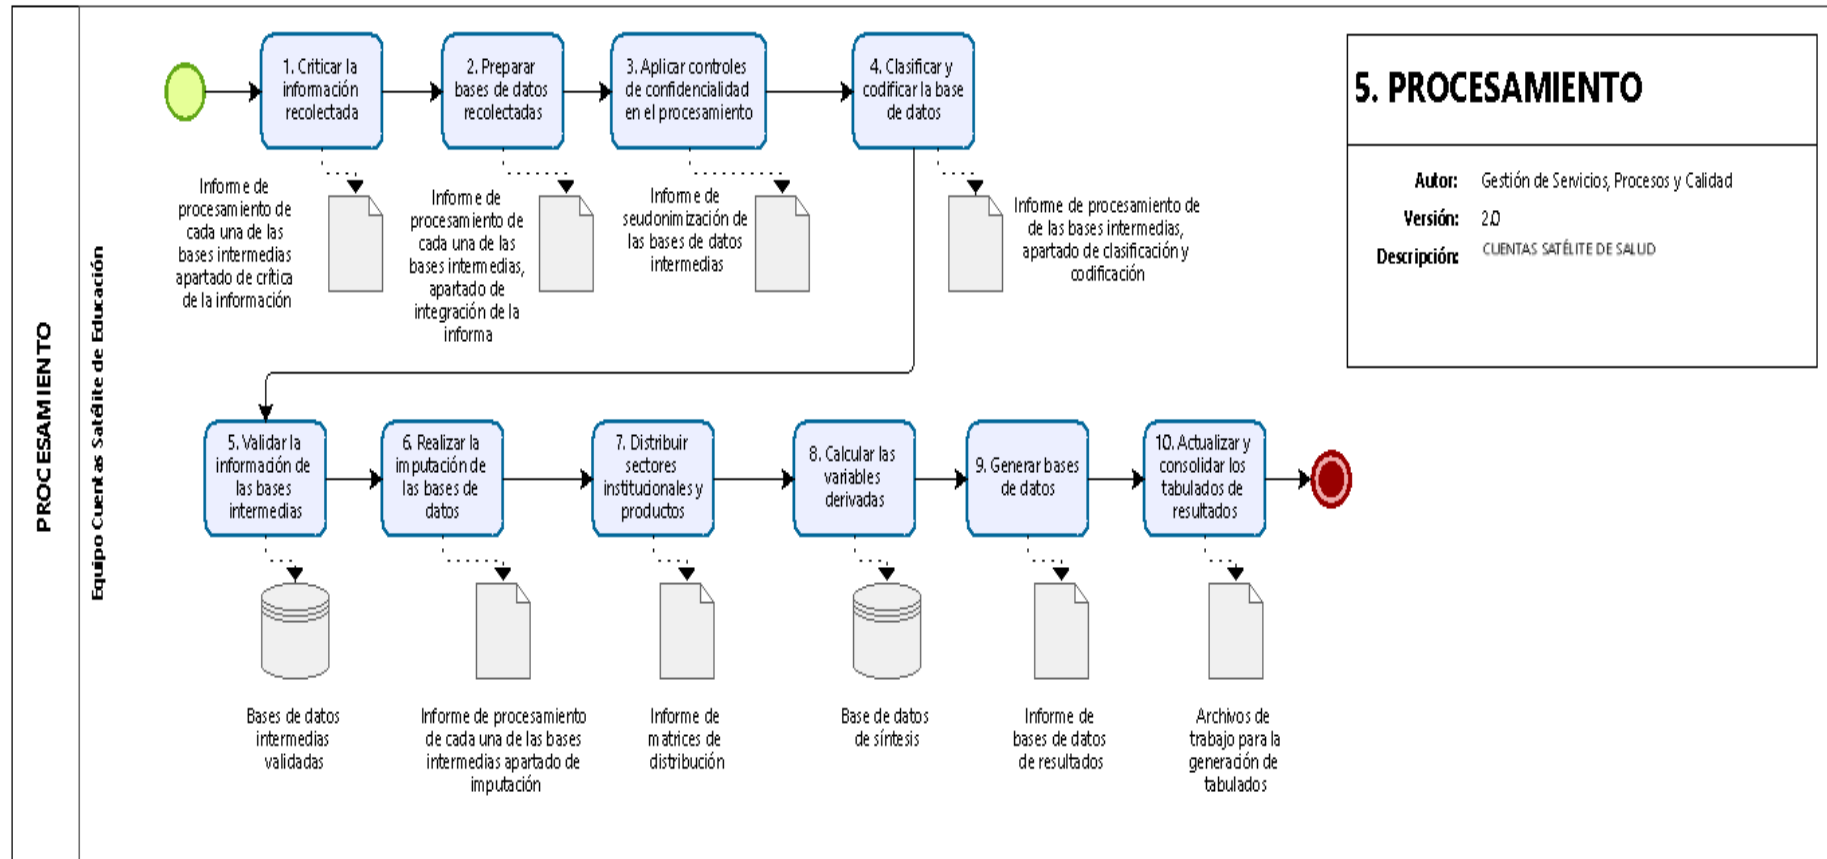 PROCESAMIENTO
Equipo Cuentas Satélite de Educación
1. Criticar la
información
recolectada
2. Preparar
bases de datos
recolectadas
3. Aplicar controles
de confidencialidad
en el procesamiento
4. Clasificar y
codificar la base
de datos
Informe de
procesamiento de
cada una de las
bases intermedias
apartado de crítica
de la información
Informe de
procesamiento de
cada una de las
bases intermedias,
apartado de
integración de la
informa
Informe de
seudonimización de
las bases de datos
intermedias
Informe de procesamiento de
de las bases intermedias,
apartado de clasificación y
codificación
5. PROCESAMIENTO
Autor: Gestión de Servicios, Procesos y Calidad
Versión: 2.0
Descripción: CUENTAS SATÉLITE DE SALUD
5. Validar la
información de
las bases
intermedias
6. Realizar la
imputación de
las bases de
datos
7. Distribuir
sectores
institucionales y
productos
8. Calcular las
variables
derivadas
9. Generar bases
de datos
10. Actualizar y
consolidar los
tabulados de
resultados
Bases de datos
intermedias
validadas
Informe de procesamiento
de cada una de las bases
intermedias apartado de
imputación
Informe de
matrices de
distribución
Base de datos
de síntesis
Informe de
bases de datos
de resultados
Archivos de
trabajo para la
generación de
tabulados